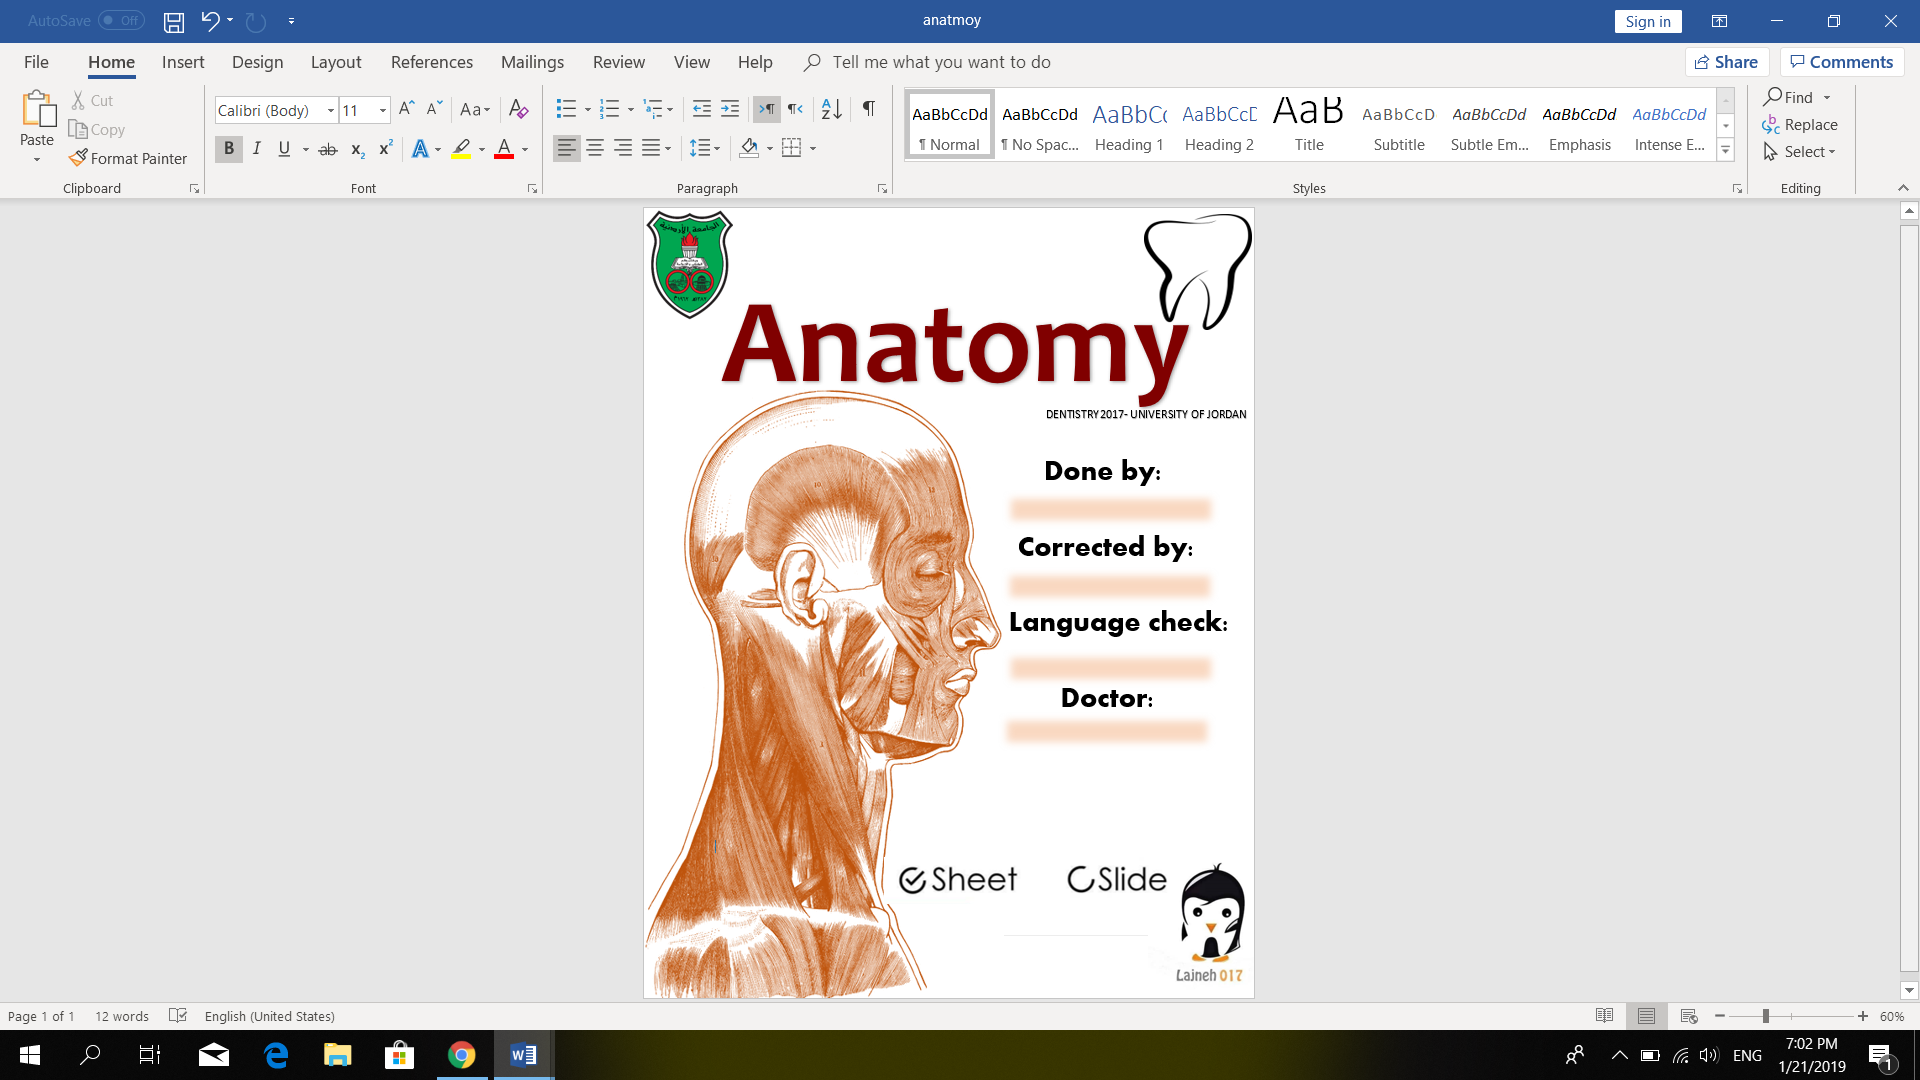 AutoSave Off
anatmoy
Sign in
File Home Insert Design Layout References Mailings Review View Help Tell me what you want to do
Share Comments
Paste
Cut
Copy
Format Painter
Clipboard
Calibri (Body) 11
Font
Paragraph
AaBbCcDd AaBbCcDd AaBbCc AaBbCcD AaB AaBbCcD AaBbCcDd AaBbCcDd AaBbCcDd
¶ Normal ¶ No Spac... Heading 1 Heading 2 Title Subtitle Subtle Em... Emphasis Intense E...
Styles
Find
Replace
Select
Editing
الجامعة الأردنية
Anatomy
DENTISTRY 2017- UNIVERSITY OF JORDAN
Done by:
Corrected by:
Language check:
Doctor:
Sheet Slide
Lajneh 017
Page 1 of 1 12 words English (United States) 60%
ENG
7:02 PM
1/21/2019
1